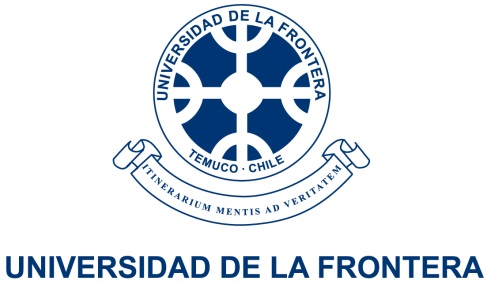 UNIVERSIDAD DE LA FRONTERA
TEMUCO · CHILE
ITINERARIUM MENTIS AD VERITATEM
UNIVERSIDAD DE LA FRONTERA